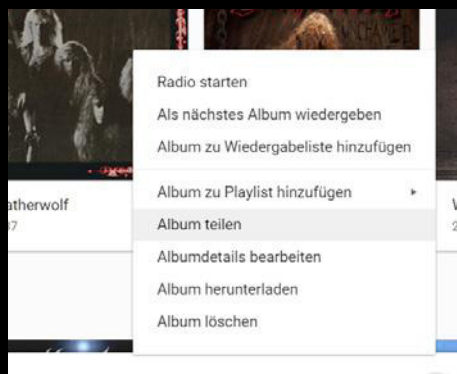 UNCHAINED
Radio starten
Als nächstes Album wiedergeben
Album zu Wiedergabeliste hinzufügen
Album zu Playlist hinzufügen
Album teilen
Albumdetails bearbeiten
Album herunterladen
Album löschen
atherwolf